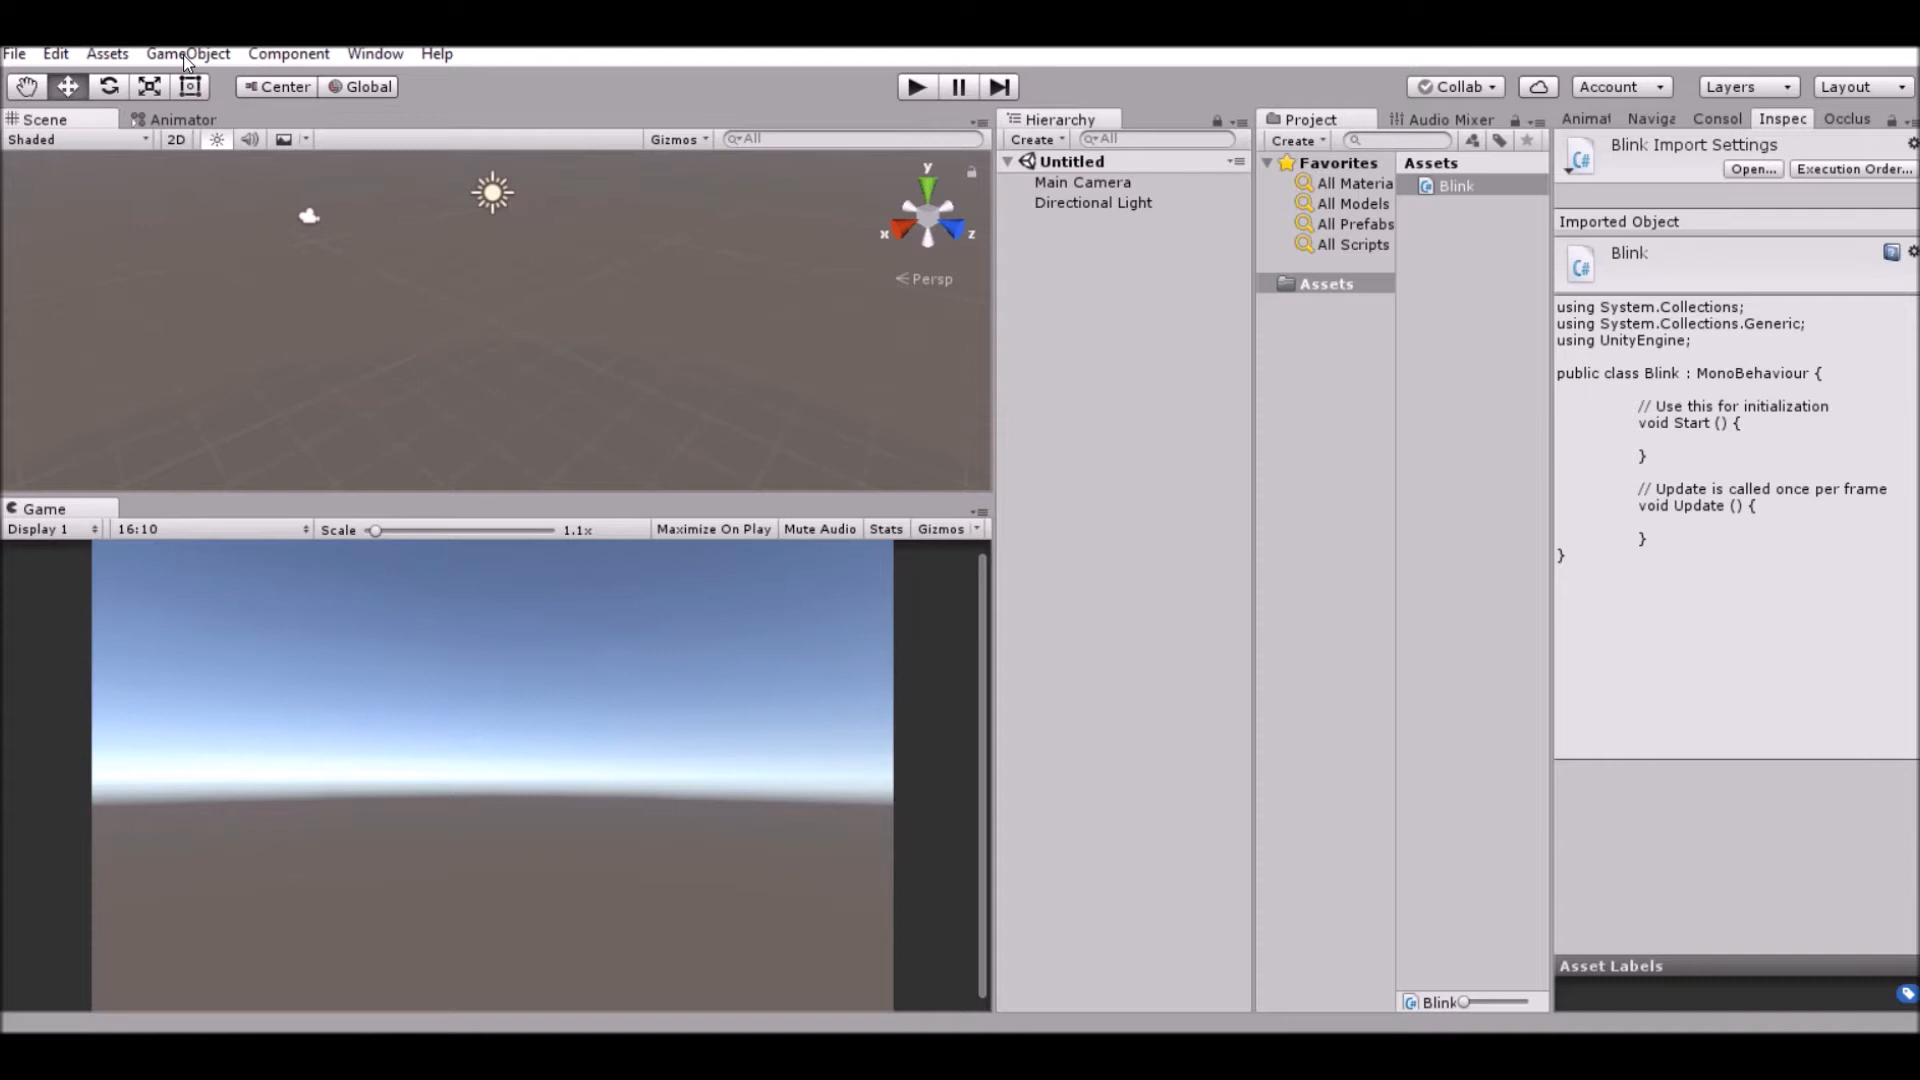 File Edit Assets GameObject Component Window Help
Center Global Collab Account Layers Layout
Scene Animator
Shaded 2D Gizmos All
Persp
y
x z
Game
Display 1 16:10 Scale 1.1x Maximize On Play Mute Audio Stats Gizmos
Hierarchy
Create All
Untitled
Main Camera
Directional Light
Project Audio Mixer
Create
Favorites
All Materia
All Models
All Prefabs
All Scripts
Assets
Assets
Blink
Blink
Animat Naviga Consol Inspec Occlus
Blink Import Settings
Open... Execution Order...
Imported Object
Blink
using System.Collections;
using System.Collections.Generic;
using UnityEngine;
public class Blink : MonoBehaviour {
// Use this for initialization
void Start () {
}
// Update is called once per frame
void Update () {
}
}
Asset Labels